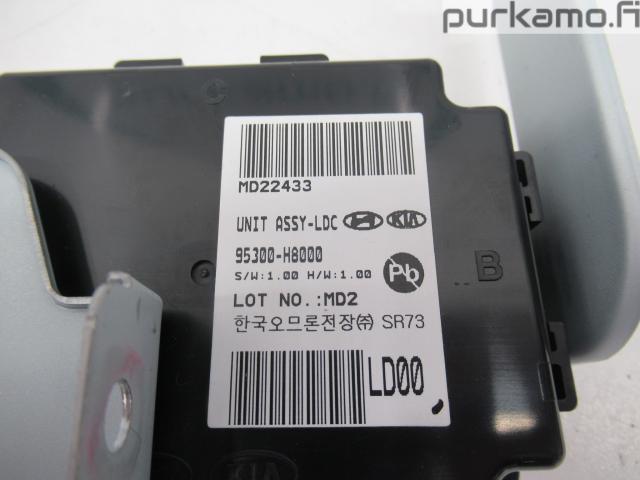 purkamo.fi
MD22433
UNIT ASSY-LDC KIA
95300-H8000
S/W:1.00 H/W:1.00
Pb
B
LOT NO.:MD2
한국오므론전장㈜ SR73
LD00
KIA